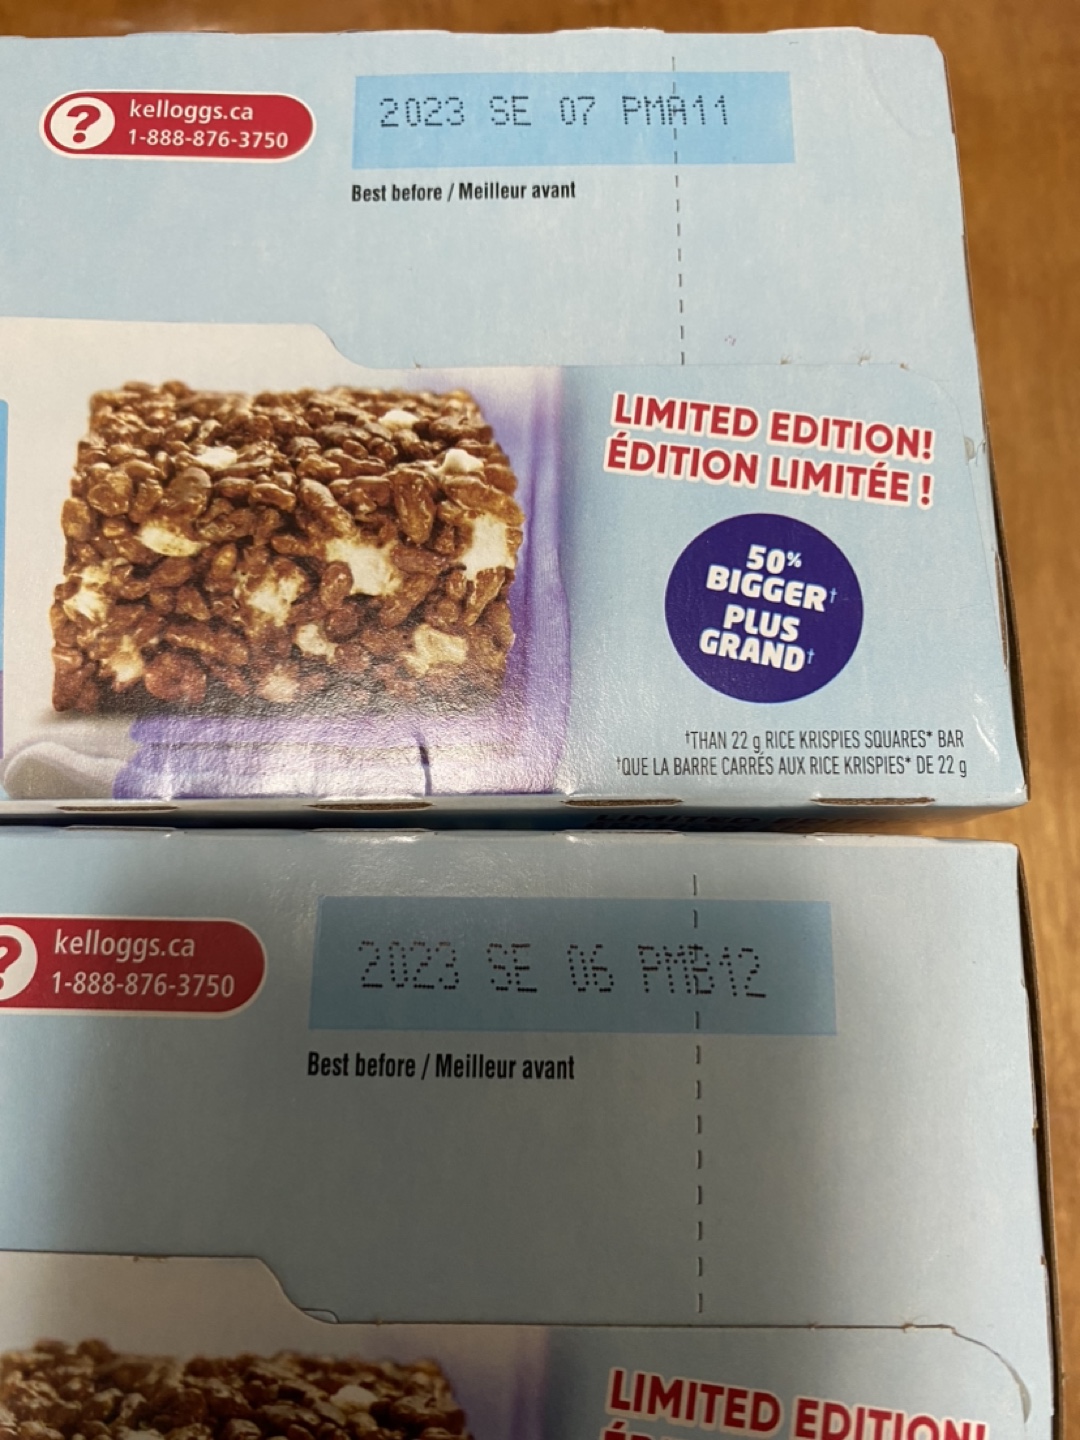 ?
kelloggs.ca
1-888-876-3750
2023 SE 07 PMA11
Best before / Meilleur avant
LIMITED EDITION!
ÉDITION LIMITÉE !
50%
BIGGER†
PLUS
GRAND†
†THAN 22 g RICE KRISPIES SQUARES* BAR
†QUE LA BARRE CARRÉS AUX RICE KRISPIES* DE 22 g
LIMITED EDITION
?
kelloggs.ca
1-888-876-3750
2023 SE 06 PMB12
Best before / Meilleur avant
LIMITED EDITION!